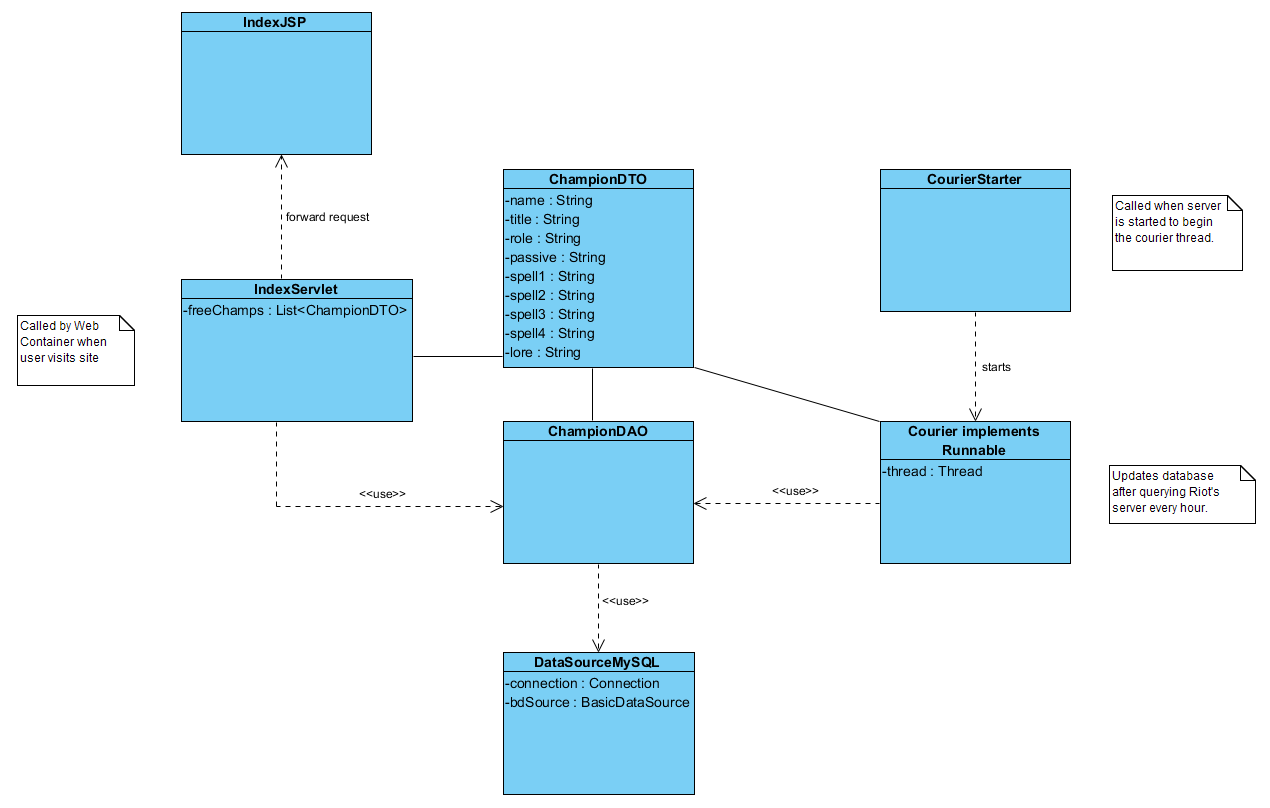 IndexJSP
forward request
ChampionDTO
-name : String
-title : String
-role : String
-passive : String
-spell1 : String
-spell2 : String
-spell3 : String
-spell4 : String
-lore : String
CourierStarter
Called when server
is started to begin
the courier thread.
IndexServlet
-freeChamps : List<ChampionDTO>
Called by Web
Container when
user visits site
starts
ChampionDAO
Courier implements
Runnable
-thread : Thread
Updates database
after querying Riot's
server every hour.
<<use>>
<<use>>
<<use>>
DataSourceMySQL
-connection : Connection
-bdSource : BasicDataSource